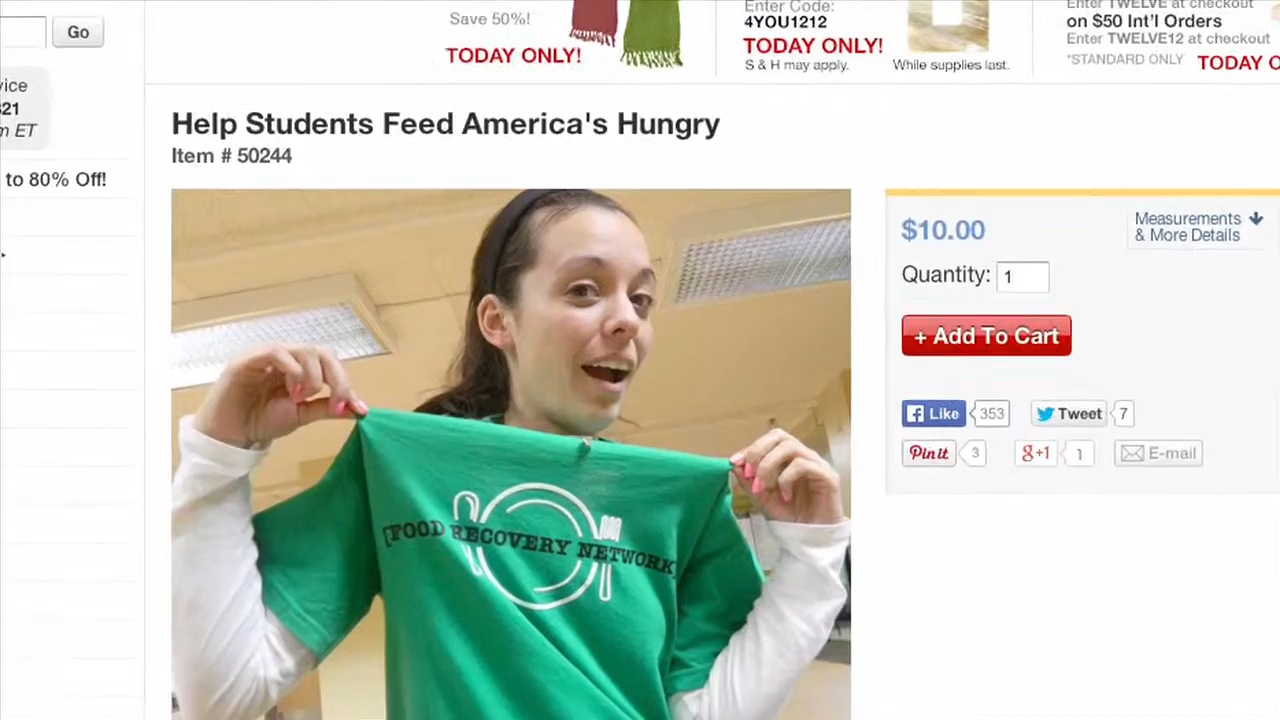 Go
vice
821
m ET
to 80% Off!
Save 50%!
TODAY ONLY!
Enter Code:
4YOU1212
TODAY ONLY!
S & H may apply.
While supplies last.
Enter TWELVE at checkout
on $50 Int'l Orders
Enter TWELVE12 at checkout
*STANDARD ONLY
TODAY O
Help Students Feed America's Hungry
Item # 50244
[FOOD RECOVERY NETWORK]
$10.00
Measurements
& More Details
Quantity: 1
+ Add To Cart
Like 353
Tweet 7
Pin it 3
g+1 1
E-mail